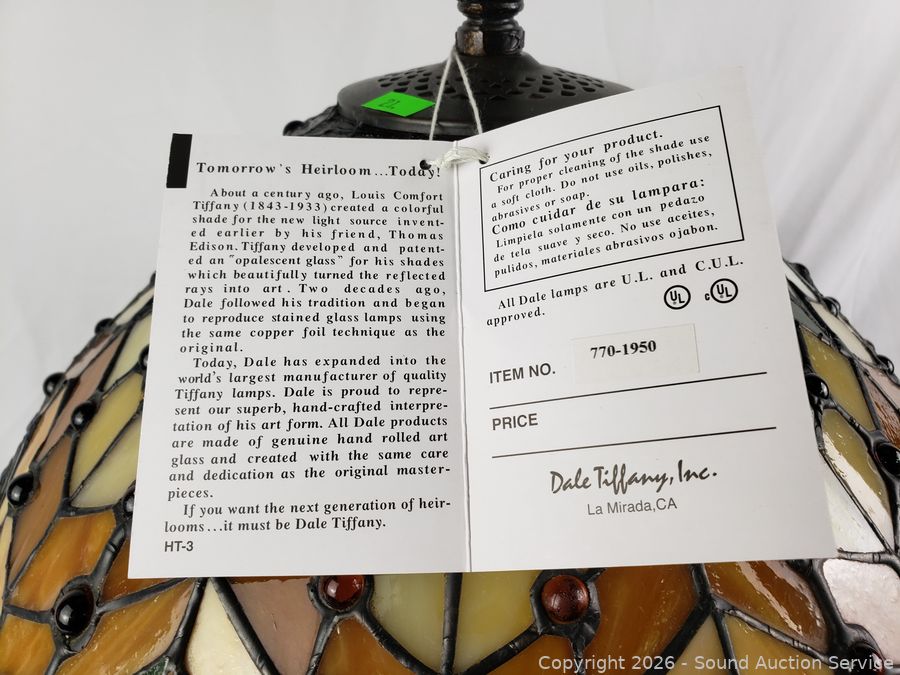 21.
Tomorrow's Heirloom...Today!
About a century ago, Louis Comfort
Tiffany (1843-1933) created a colorful
shade for the new light source invent-
ed earlier by his friend, Thomas
Edison. Tiffany developed and patent-
ed an "opalescent glass" for his shades
which beautifully turned the reflected
rays into art. Two decades ago,
Dale followed his tradition and began
to reproduce stained glass lamps using
the same copper foil technique as the
original.
Today, Dale has expanded into the
world's largest manufacturer of quality
Tiffany lamps. Dale is proud to repre-
sent our superb, hand-crafted interpre-
tation of his art form. All Dale products
are made of genuine hand rolled art
glass and created with the same care
and dedication as the original master-
pieces.
If you want the next generation of heir-
looms...it must be Dale Tiffany.
HT-3
Caring for your product.
For proper cleaning of the shade use
a soft cloth. Do not use oils, polishes,
abrasives or soap.
Como cuidar de su lampara:
Limpiela solamente con un pedazo
de tela suave y seco. No use aceites,
pulidos, materiales abrasivos ojabon.
All Dale lamps are U.L. and C.U.L.
approved.
UL c UL
ITEM NO. 770-1950
PRICE
Dale Tiffany, Inc.
La Mirada,CA
Copyright 2026 - Sound Auction Service